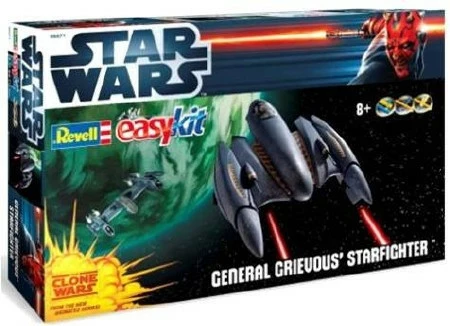 STAR
WARS
Revell
easykit
8+
GENERAL GRIEVOUS' STARFIGHTER
CLONE
WARS
STAR
WARS
GENERAL GRIEVOUS'
STARFIGHTER